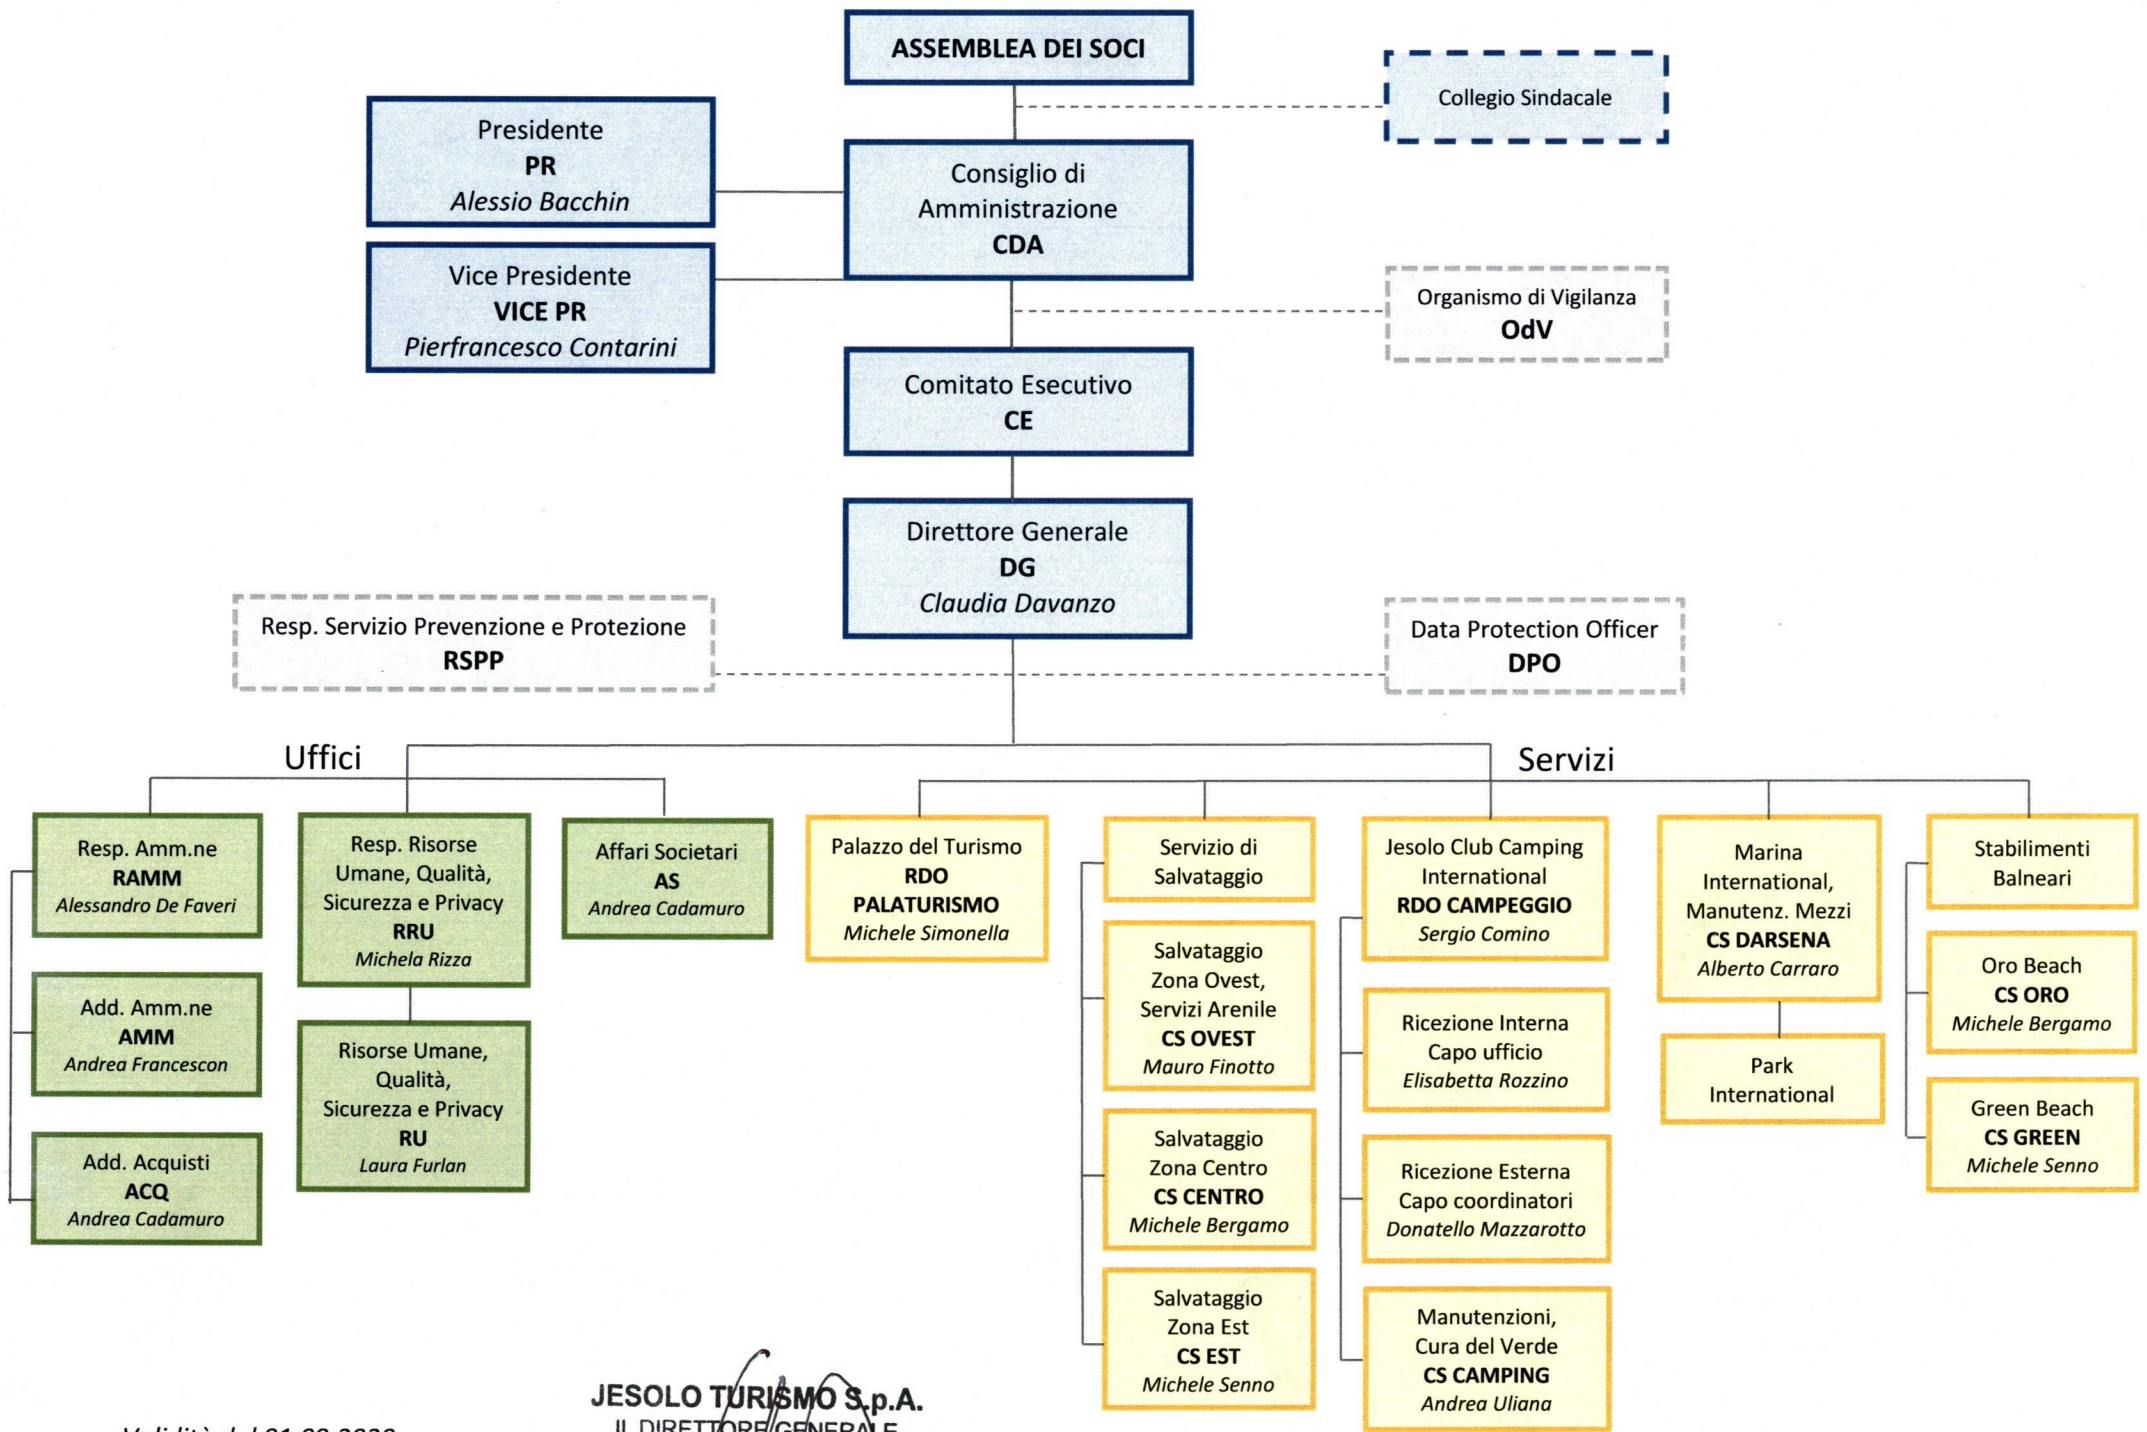 ASSEMBLEA DEI SOCI
Collegio Sindacale
Presidente
PR
Alessio Bacchin
Consiglio di
Amministrazione
CDA
Vice Presidente
VICE PR
Pierfrancesco Contarini
Organismo di Vigilanza
OdV
Comitato Esecutivo
CE
Direttore Generale
DG
Claudia Davanzo
Resp. Servizio Prevenzione e Protezione
RSPP
Data Protection Officer
DPO
Uffici
Servizi
Resp. Amm.ne
RAMM
Alessandro De Faveri
Add. Amm.ne
AMM
Andrea Francescon
Add. Acquisti
ACQ
Andrea Cadamuro
Resp. Risorse
Umane, Qualità,
Sicurezza e Privacy
RRU
Michela Rizza
Risorse Umane,
Qualità,
Sicurezza e Privacy
RU
Laura Furlan
Affari Societari
AS
Andrea Cadamuro
Palazzo del Turismo
RDO
PALATURISMO
Michele Simonella
Servizio di
Salvataggio
Salvataggio
Zona Ovest,
Servizi Arenile
CS OVEST
Mauro Finotto
Salvataggio
Zona Centro
CS CENTRO
Michele Bergamo
Salvataggio
Zona Est
CS EST
Michele Senno
Jesolo Club Camping
International
RDO CAMPEGGIO
Sergio Comino
Ricezione Interna
Capo ufficio
Elisabetta Rozzino
Ricezione Esterna
Capo coordinatori
Donatello Mazzarotto
Manutenzioni,
Cura del Verde
CS CAMPING
Andrea Uliana
Marina
International,
Manutenz. Mezzi
CS DARSENA
Alberto Carraro
Park
International
Stabilimenti
Balneari
Oro Beach
CS ORO
Michele Bergamo
Green Beach
CS GREEN
Michele Senno
JESOLO TURISMO S.p.A.
IL DIRETTORE GENERALE
Validità dal